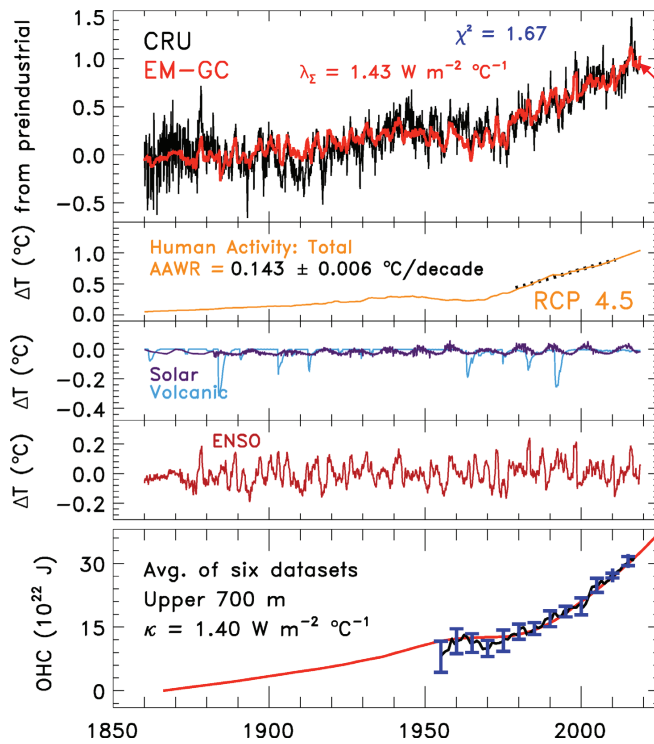 CRU
χ² = 1.67
EM−GC
λΣ = 1.43 W m⁻² °C⁻¹
1.5
1.0
0.5
0.0
−0.5
ΔT (°C) from preindustrial
Human Activity: Total
AAWR = 0.143 ± 0.006 °C/decade
RCP 4.5
1.0
0.5
0.0
Solar
Volcanic
0.0
−0.2
−0.4
ΔT (°C)
ENSO
0.2
0.0
−0.2
ΔT (°C)
Avg. of six datasets
Upper 700 m
κ = 1.40 W m⁻² °C⁻¹
30
15
0
OHC (10²² J)
1850 1900 1950 2000